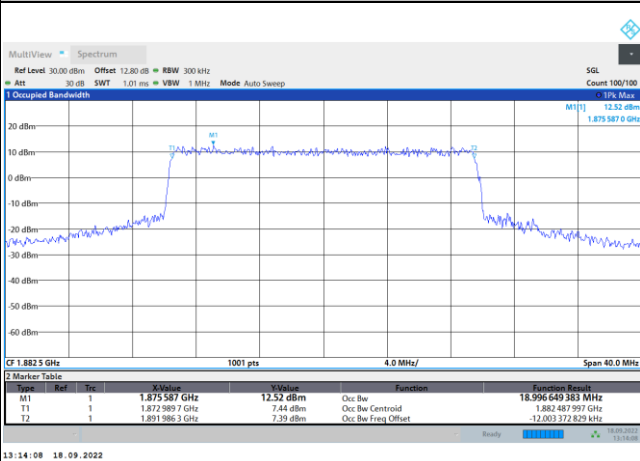 MultiView Spectrum
Ref Level 30.00 dBm Offset 12.80 dB RBW 300 kHz SGL
Att 30 dB SWT 1.01 ms VBW 1 MHz Mode Auto Sweep Count 100/100
1 Occupied Bandwidth 1Pk Max
M1[1] 12.52 dBm
1.875 587 0 GHz
M1
20 dBm
T1 T2
10 dBm
0 dBm
-10 dBm
-20 dBm
-30 dBm
-40 dBm
-50 dBm
-60 dBm
CF 1.882 5 GHz 1001 pts 4.0 MHz/ Span 40.0 MHz
2 Marker Table
Type Ref Trc X-Value Y-Value Function Function Result
M1 1 1.875 587 GHz 12.52 dBm Occ Bw 18.996 649 383 MHz
T1 1 1.872 989 7 GHz 7.44 dBm Occ Bw Centroid 1.882 487 997 GHz
T2 1 1.891 986 3 GHz 7.39 dBm Occ Bw Freq Offset -12.003 372 829 kHz
Ready 18.09.2022
13:14:08
13:14:08 18.09.2022